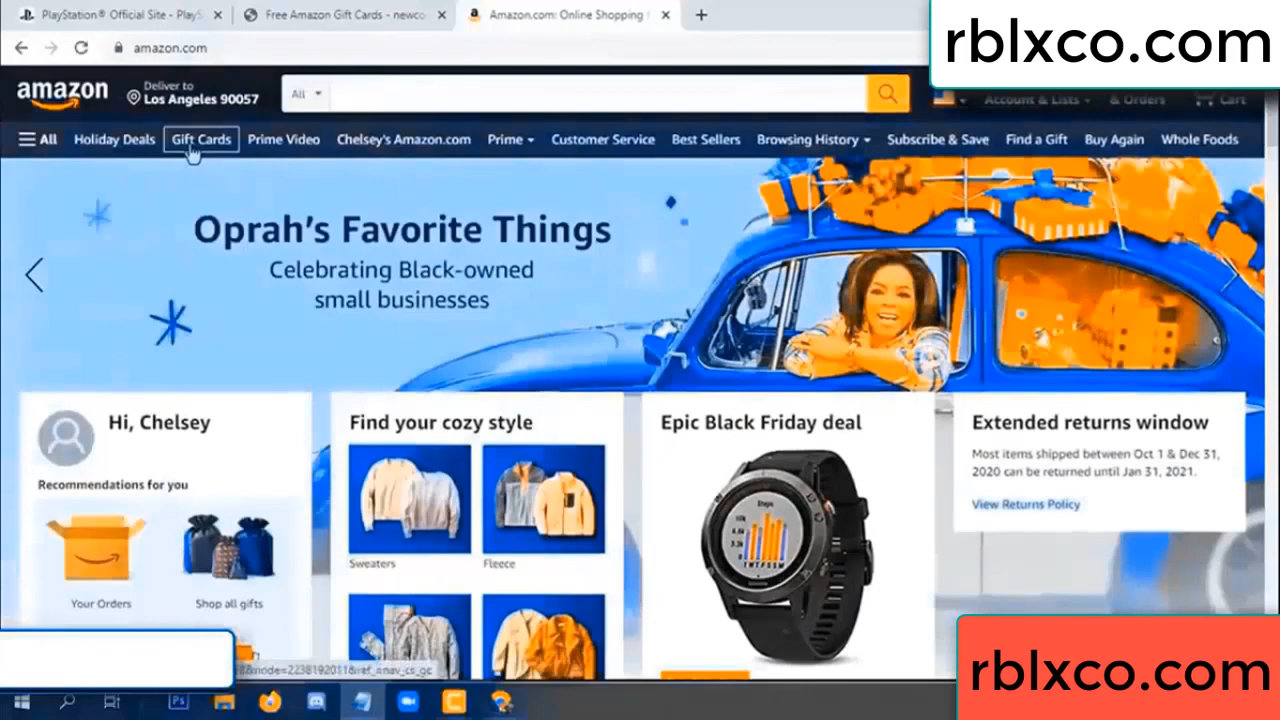 PlayStation® Official Site - PlayS
Free Amazon Gift Cards - newco
Amazon.com: Online Shopping
rblxco.com
amazon.com
amazon
Deliver to
Los Angeles 90057
All
Account & Lists
& Orders
Cart
All
Holiday Deals
Gift Cards
Prime Video
Chelsey's Amazon.com
Prime
Customer Service
Best Sellers
Browsing History
Subscribe & Save
Find a Gift
Buy Again
Whole Foods
Oprah's Favorite Things
Celebrating Black-owned
small businesses
Hi, Chelsey
Recommendations for you
Your Orders
Shop all gifts
Find your cozy style
Sweaters
Fleece
Epic Black Friday deal
Steps
Extended returns window
Most items shipped between Oct 1 & Dec 31,
2020 can be returned until Jan 31, 2021.
View Returns Policy
rblxco.com
Ps